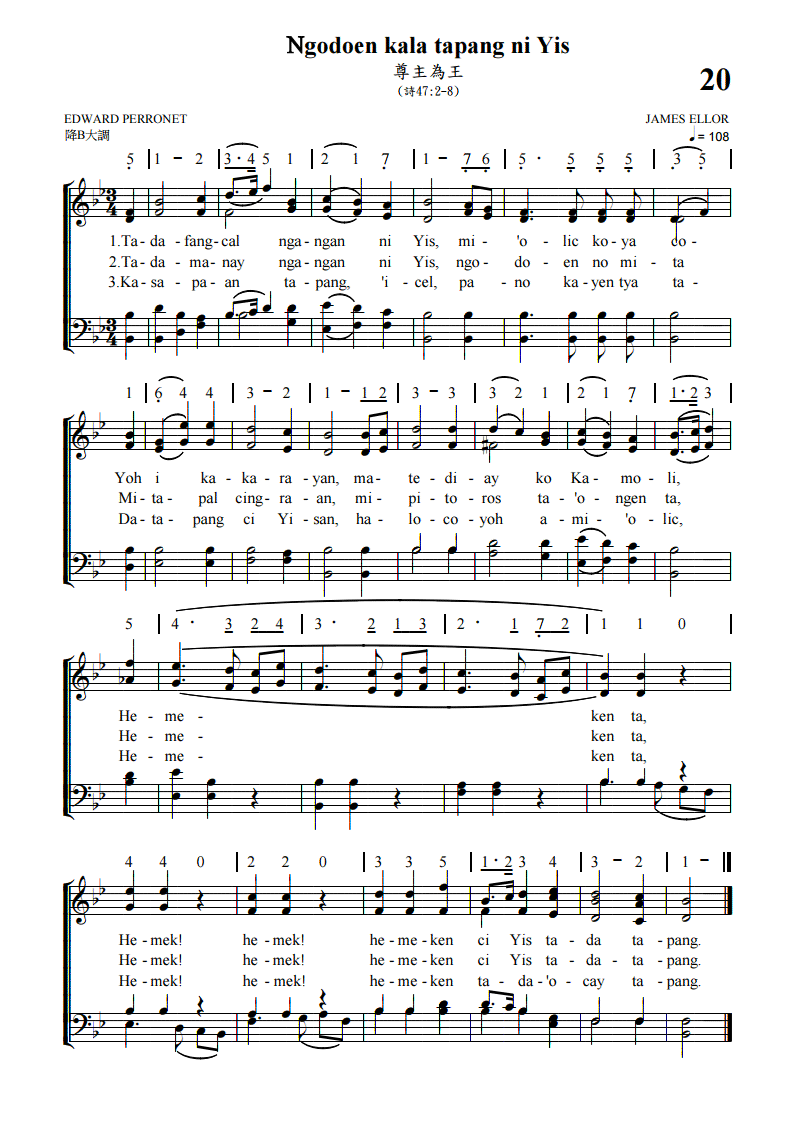 Ngodoen kala tapang ni Yis
尊主為王
(詩47:2-8)
20
EDWARD PERRONET
JAMES ELLOR
降B大調
♩= 108
5 | 1 - 2 | 3 · 4 5 1 | 2 1 7 | 1 - 7 6 | 5 · 5 5 5 | 3 5 |
1.Ta- da- fang-cal nga-ngan ni Yis, mi- 'o- lic ko-ya co-
2.Ta- da- ma-nay nga-ngan ni Yis, ngo- do- en no mi- ta
3.Ka- sa- pa-an ta- pang, 'i- cel, pa- no ka-yen tya ta-
1 | 6 4 4 | 3 - 2 | 1 - 1 2 | 3 - 3 | 3 2 1 | 2 1 7 | 1 · 2 3 |
Yoh i ka- ka- ra- yan, ma- te- di- ay ko Ka- mo- li,
Mi- ta- pal cing-ra- an, mi- pi- to- ros ta- 'o- ngen ta,
Da- ta- pang ci Yi- san, ha- lo- co- yoh a- mi- 'o- lic,
5 | 4 · 3 2 4 | 3 · 2 1 3 | 2 · 1 7 2 | 1 1 0 |
He- me- ken ta,
He- me- ken ta,
He- me- ken ta,
4 4 0 | 2 2 0 | 3 3 5 | 1 · 2 3 4 | 3 - 2 | 1 - ||
He-mek! he-mek! he-me-ken ci Yis ta- da ta- pang.
He-mek! he-mek! he-me-ken ci Yis ta- da ta- pang.
He-mek! he-mek! he-me-ken ta- da-'o- cay ta- pang.